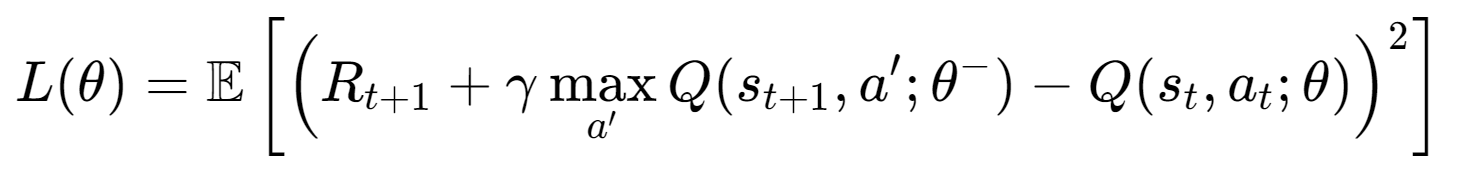 L(θ) = 𝔼[(R_{t+1} + γ max_{a′} Q(s_{t+1}, a′; θ⁻) − Q(s_t, a_t; θ))²]